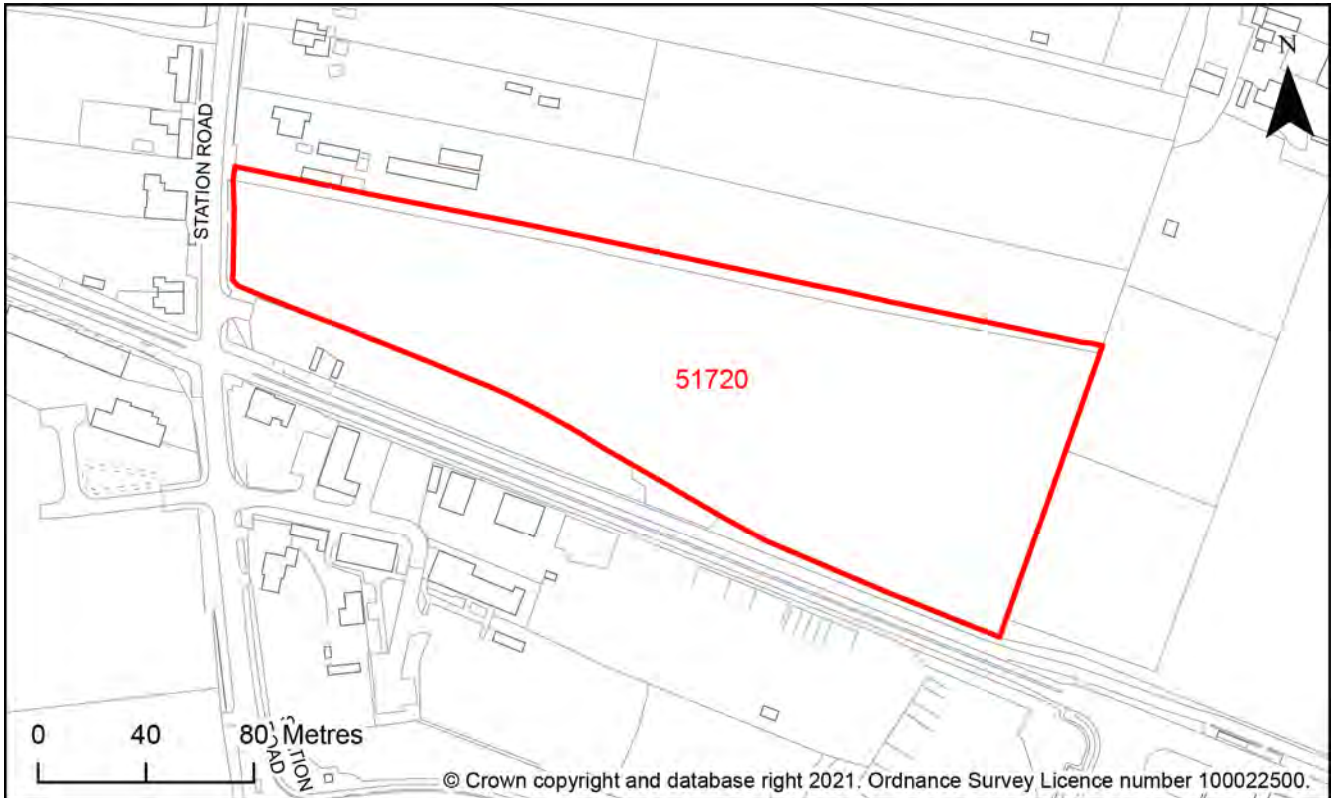 N
STATION ROAD
51720
0 40 80 Metres
STATION
ROAD
© Crown copyright and database right 2021. Ordnance Survey Licence number 100022500.